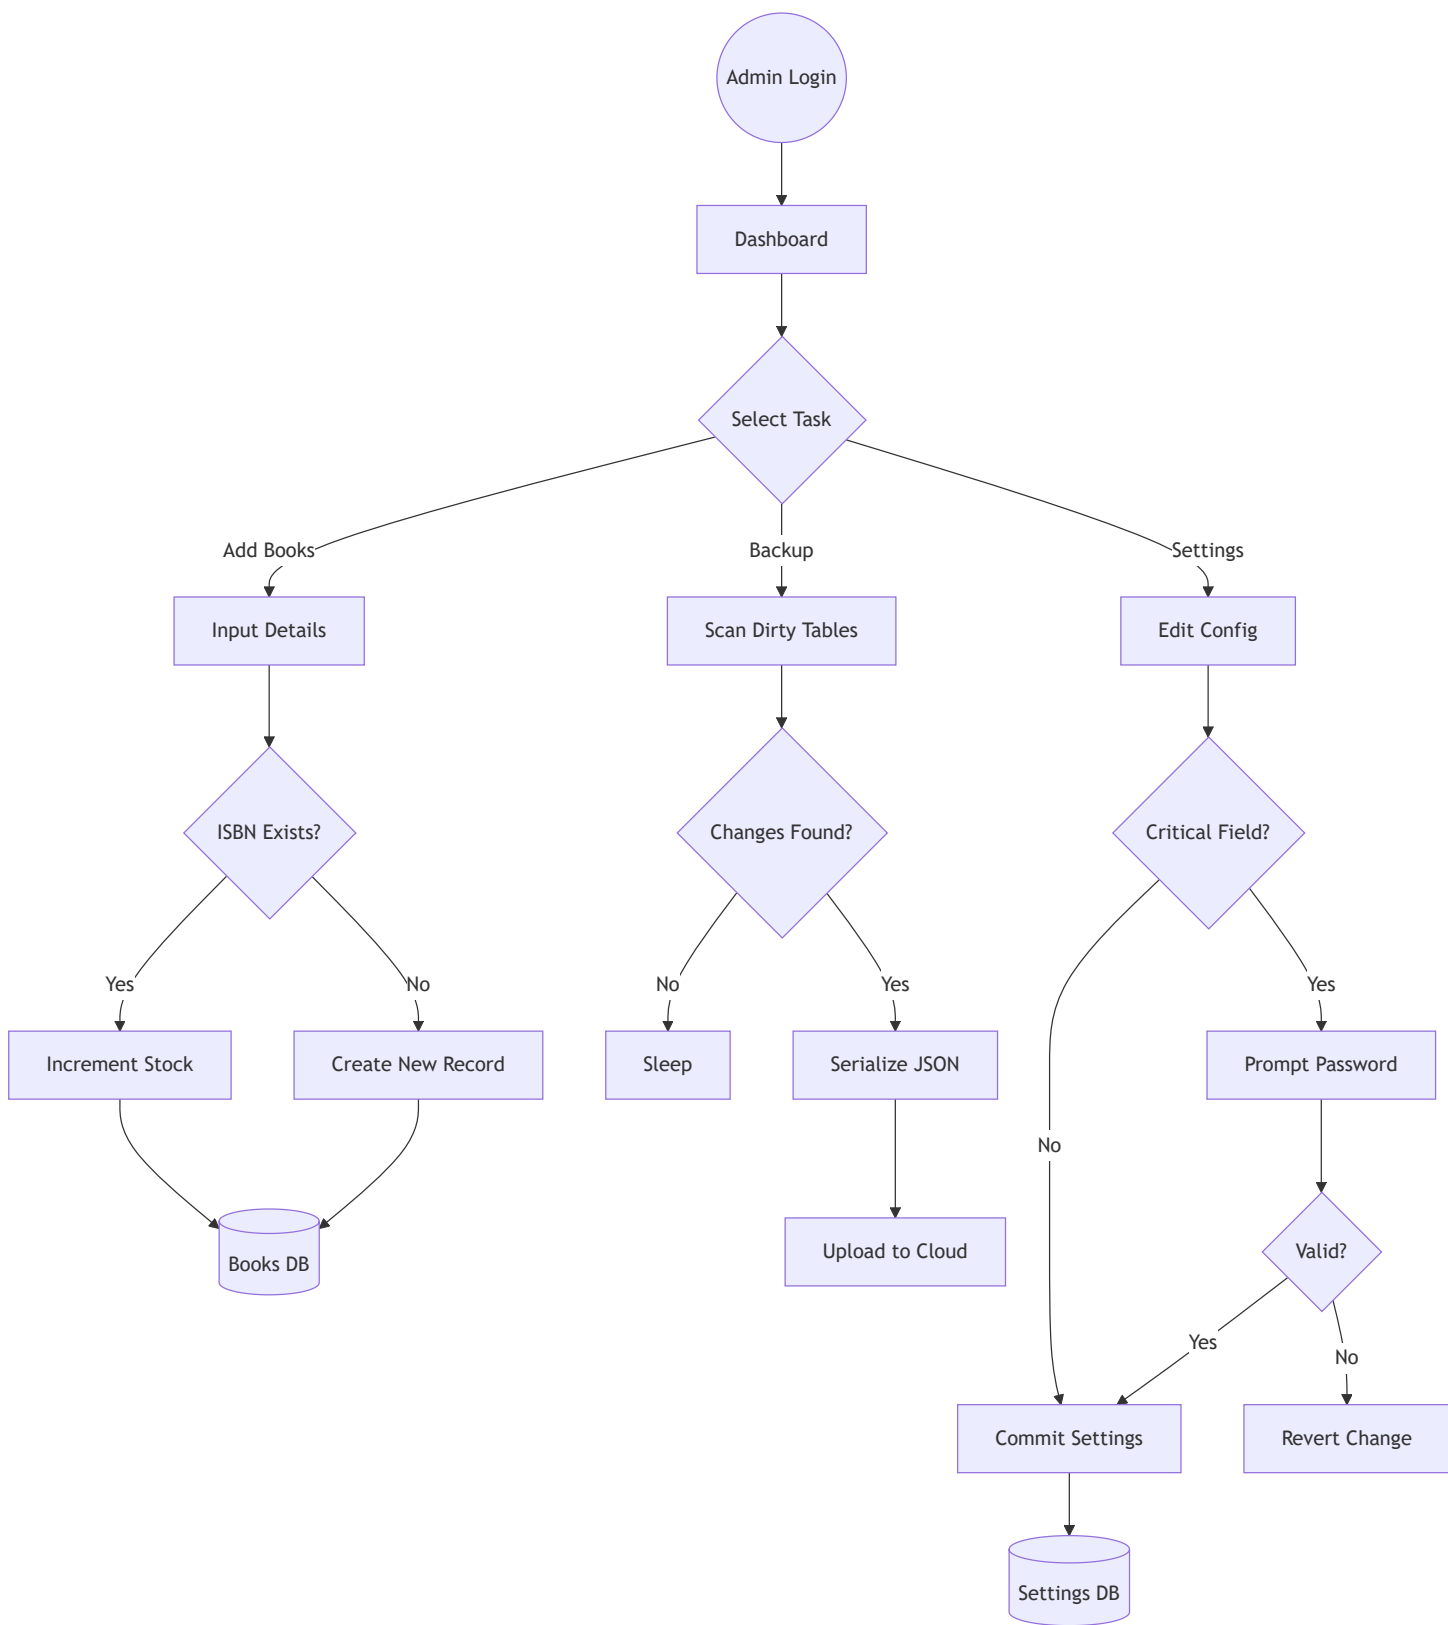 Admin Login
Dashboard
Select Task
Add Books
Backup
Settings
Input Details
Scan Dirty Tables
Edit Config
ISBN Exists?
Changes Found?
Critical Field?
Yes
No
No
Yes
Yes
Increment Stock
Create New Record
Sleep
Serialize JSON
Prompt Password
No
Books DB
Upload to Cloud
Valid?
Yes
No
Commit Settings
Revert Change
Settings DB